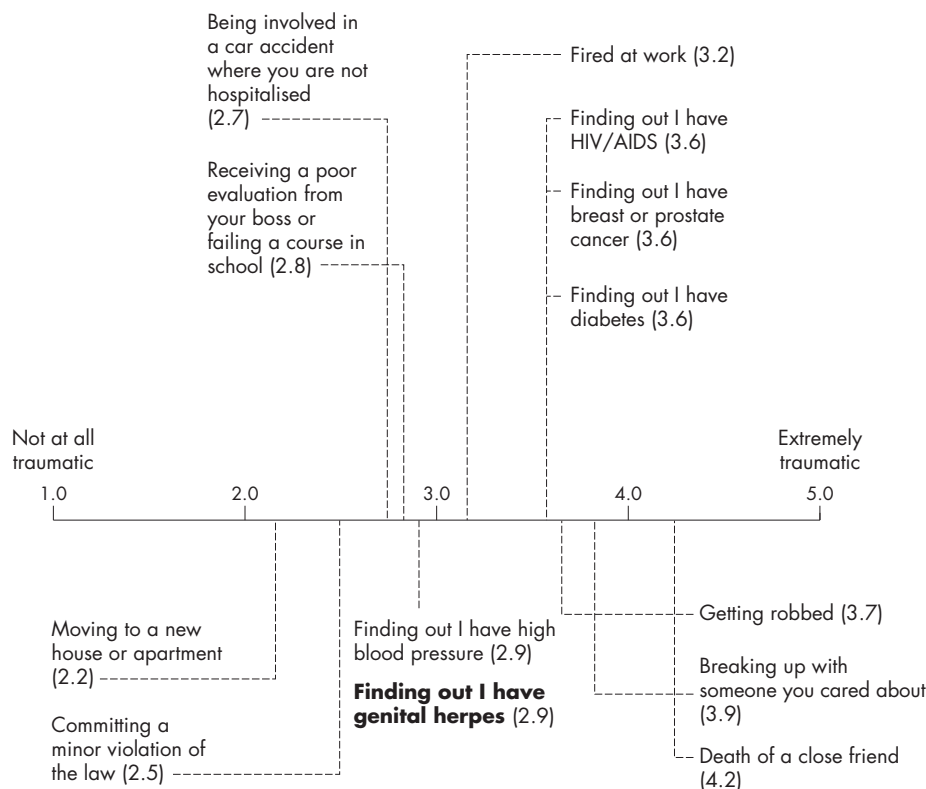 Being involved in
a car accident
where you are not
hospitalised
(2.7)
Receiving a poor
evaluation from
your boss or
failing a course in
school (2.8)
Fired at work (3.2)
Finding out I have
HIV/AIDS (3.6)
Finding out I have
breast or prostate
cancer (3.6)
Finding out I have
diabetes (3.6)
Not at all
traumatic
Extremely
traumatic
1.0 2.0 3.0 4.0 5.0
Moving to a new
house or apartment
(2.2)
Committing a
minor violation of
the law (2.5)
Finding out I have high
blood pressure (2.9)
Finding out I have
genital herpes (2.9)
Getting robbed (3.7)
Breaking up with
someone you cared about
(3.9)
Death of a close friend
(4.2)